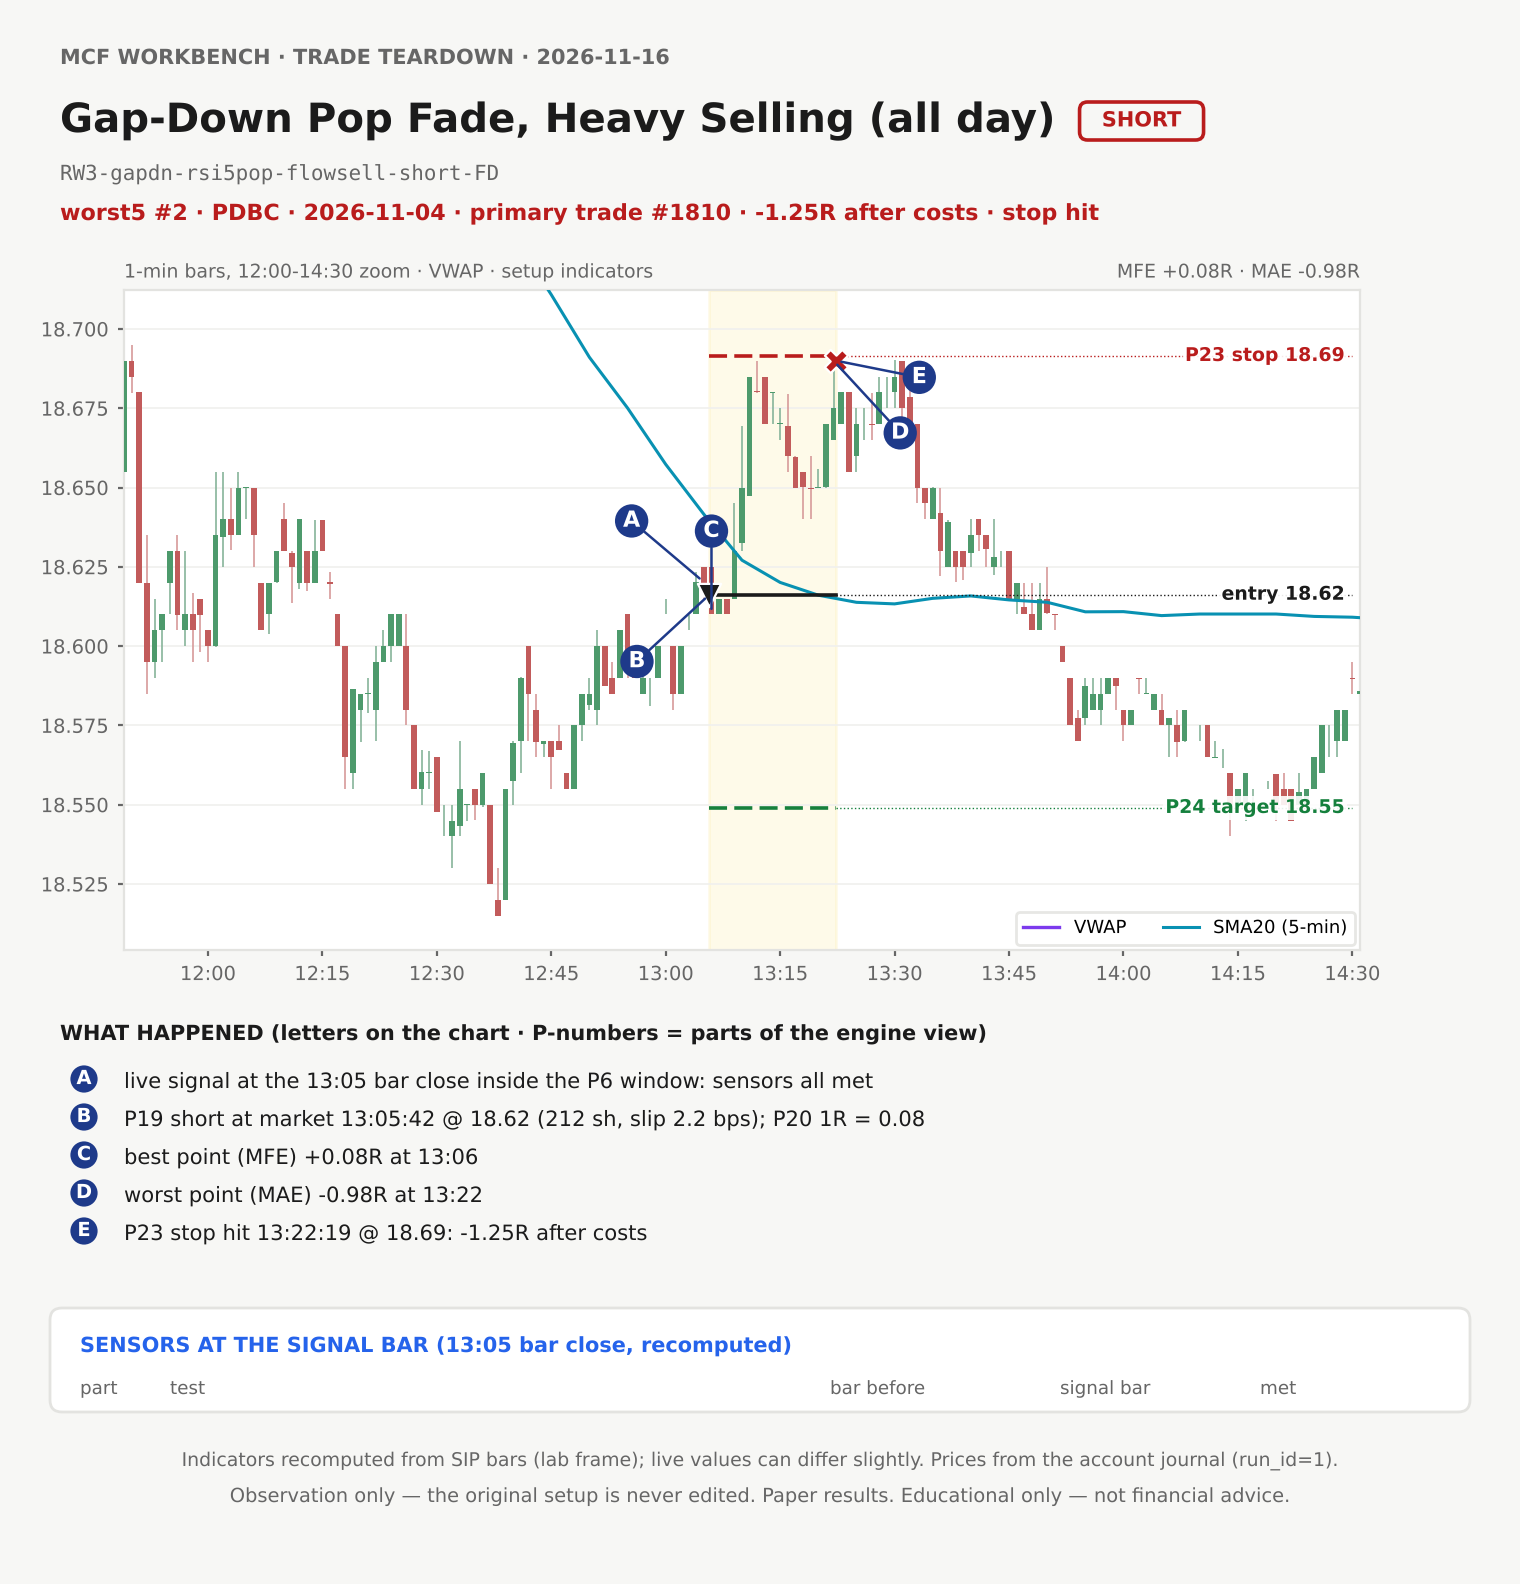 MCF WORKBENCH · TRADE TEARDOWN · 2026-11-16
Gap-Down Pop Fade, Heavy Selling (all day) SHORT
RW3-gapdn-rsi5pop-flowsell-short-FD
worst5 #2 · PDBC · 2026-11-04 · primary trade #1810 · -1.25R after costs · stop hit
1-min bars, 12:00-14:30 zoom · VWAP · setup indicators
MFE +0.08R · MAE -0.98R
18.700
18.675
18.650
18.625
18.600
18.575
18.550
18.525
P23 stop 18.69
E
D
A
C
entry 18.62
B
P24 target 18.55
VWAP
SMA20 (5-min)
12:00 12:15 12:30 12:45 13:00 13:15 13:30 13:45 14:00 14:15 14:30
WHAT HAPPENED (letters on the chart · P-numbers = parts of the engine view)
A live signal at the 13:05 bar close inside the P6 window: sensors all met
B P19 short at market 13:05:42 @ 18.62 (212 sh, slip 2.2 bps); P20 1R = 0.08
C best point (MFE) +0.08R at 13:06
D worst point (MAE) -0.98R at 13:22
E P23 stop hit 13:22:19 @ 18.69: -1.25R after costs
SENSORS AT THE SIGNAL BAR (13:05 bar close, recomputed)
part test bar before signal bar met
Indicators recomputed from SIP bars (lab frame); live values can differ slightly. Prices from the account journal (run_id=1).
Observation only — the original setup is never edited. Paper results. Educational only — not financial advice.